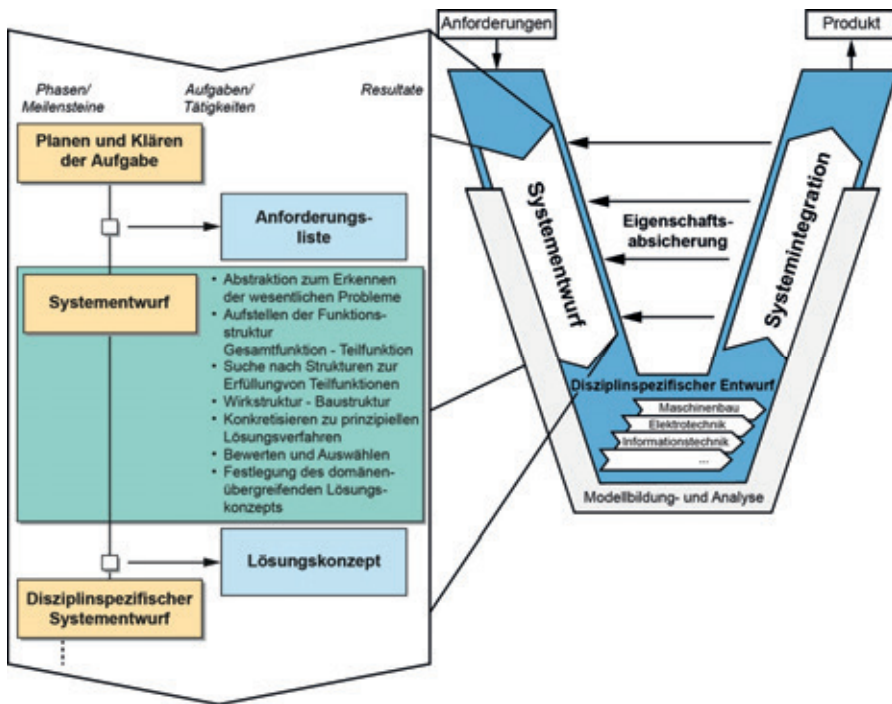 Phasen/
Meilensteine
Aufgaben/
Tätigkeiten
Resultate
Planen und Klären
der Aufgabe
Anforderungs-
liste
Systementwurf
• Abstraktion zum Erkennen
der wesentlichen Probleme
• Aufstellen der Funktions-
struktur
Gesamtfunktion - Teilfunktion
• Suche nach Strukturen zur
Erfüllungvon Teilfunktionen
• Wirkstruktur - Baustruktur
• Konkretisieren zu prinzipiellen
Lösungsverfahren
• Bewerten und Auswählen
• Festlegung des domänen-
übergreifenden Lösungs-
konzepts
Lösungskonzept
Disziplinspezifischer
Systementwurf
Anforderungen
Produkt
Systementwurf
Eigenschafts-
absicherung
Systemintegration
Disziplinspezifischer Entwurf
Maschinenbau
Elektrotechnik
Informationstechnik
...
Modellbildung- und Analyse